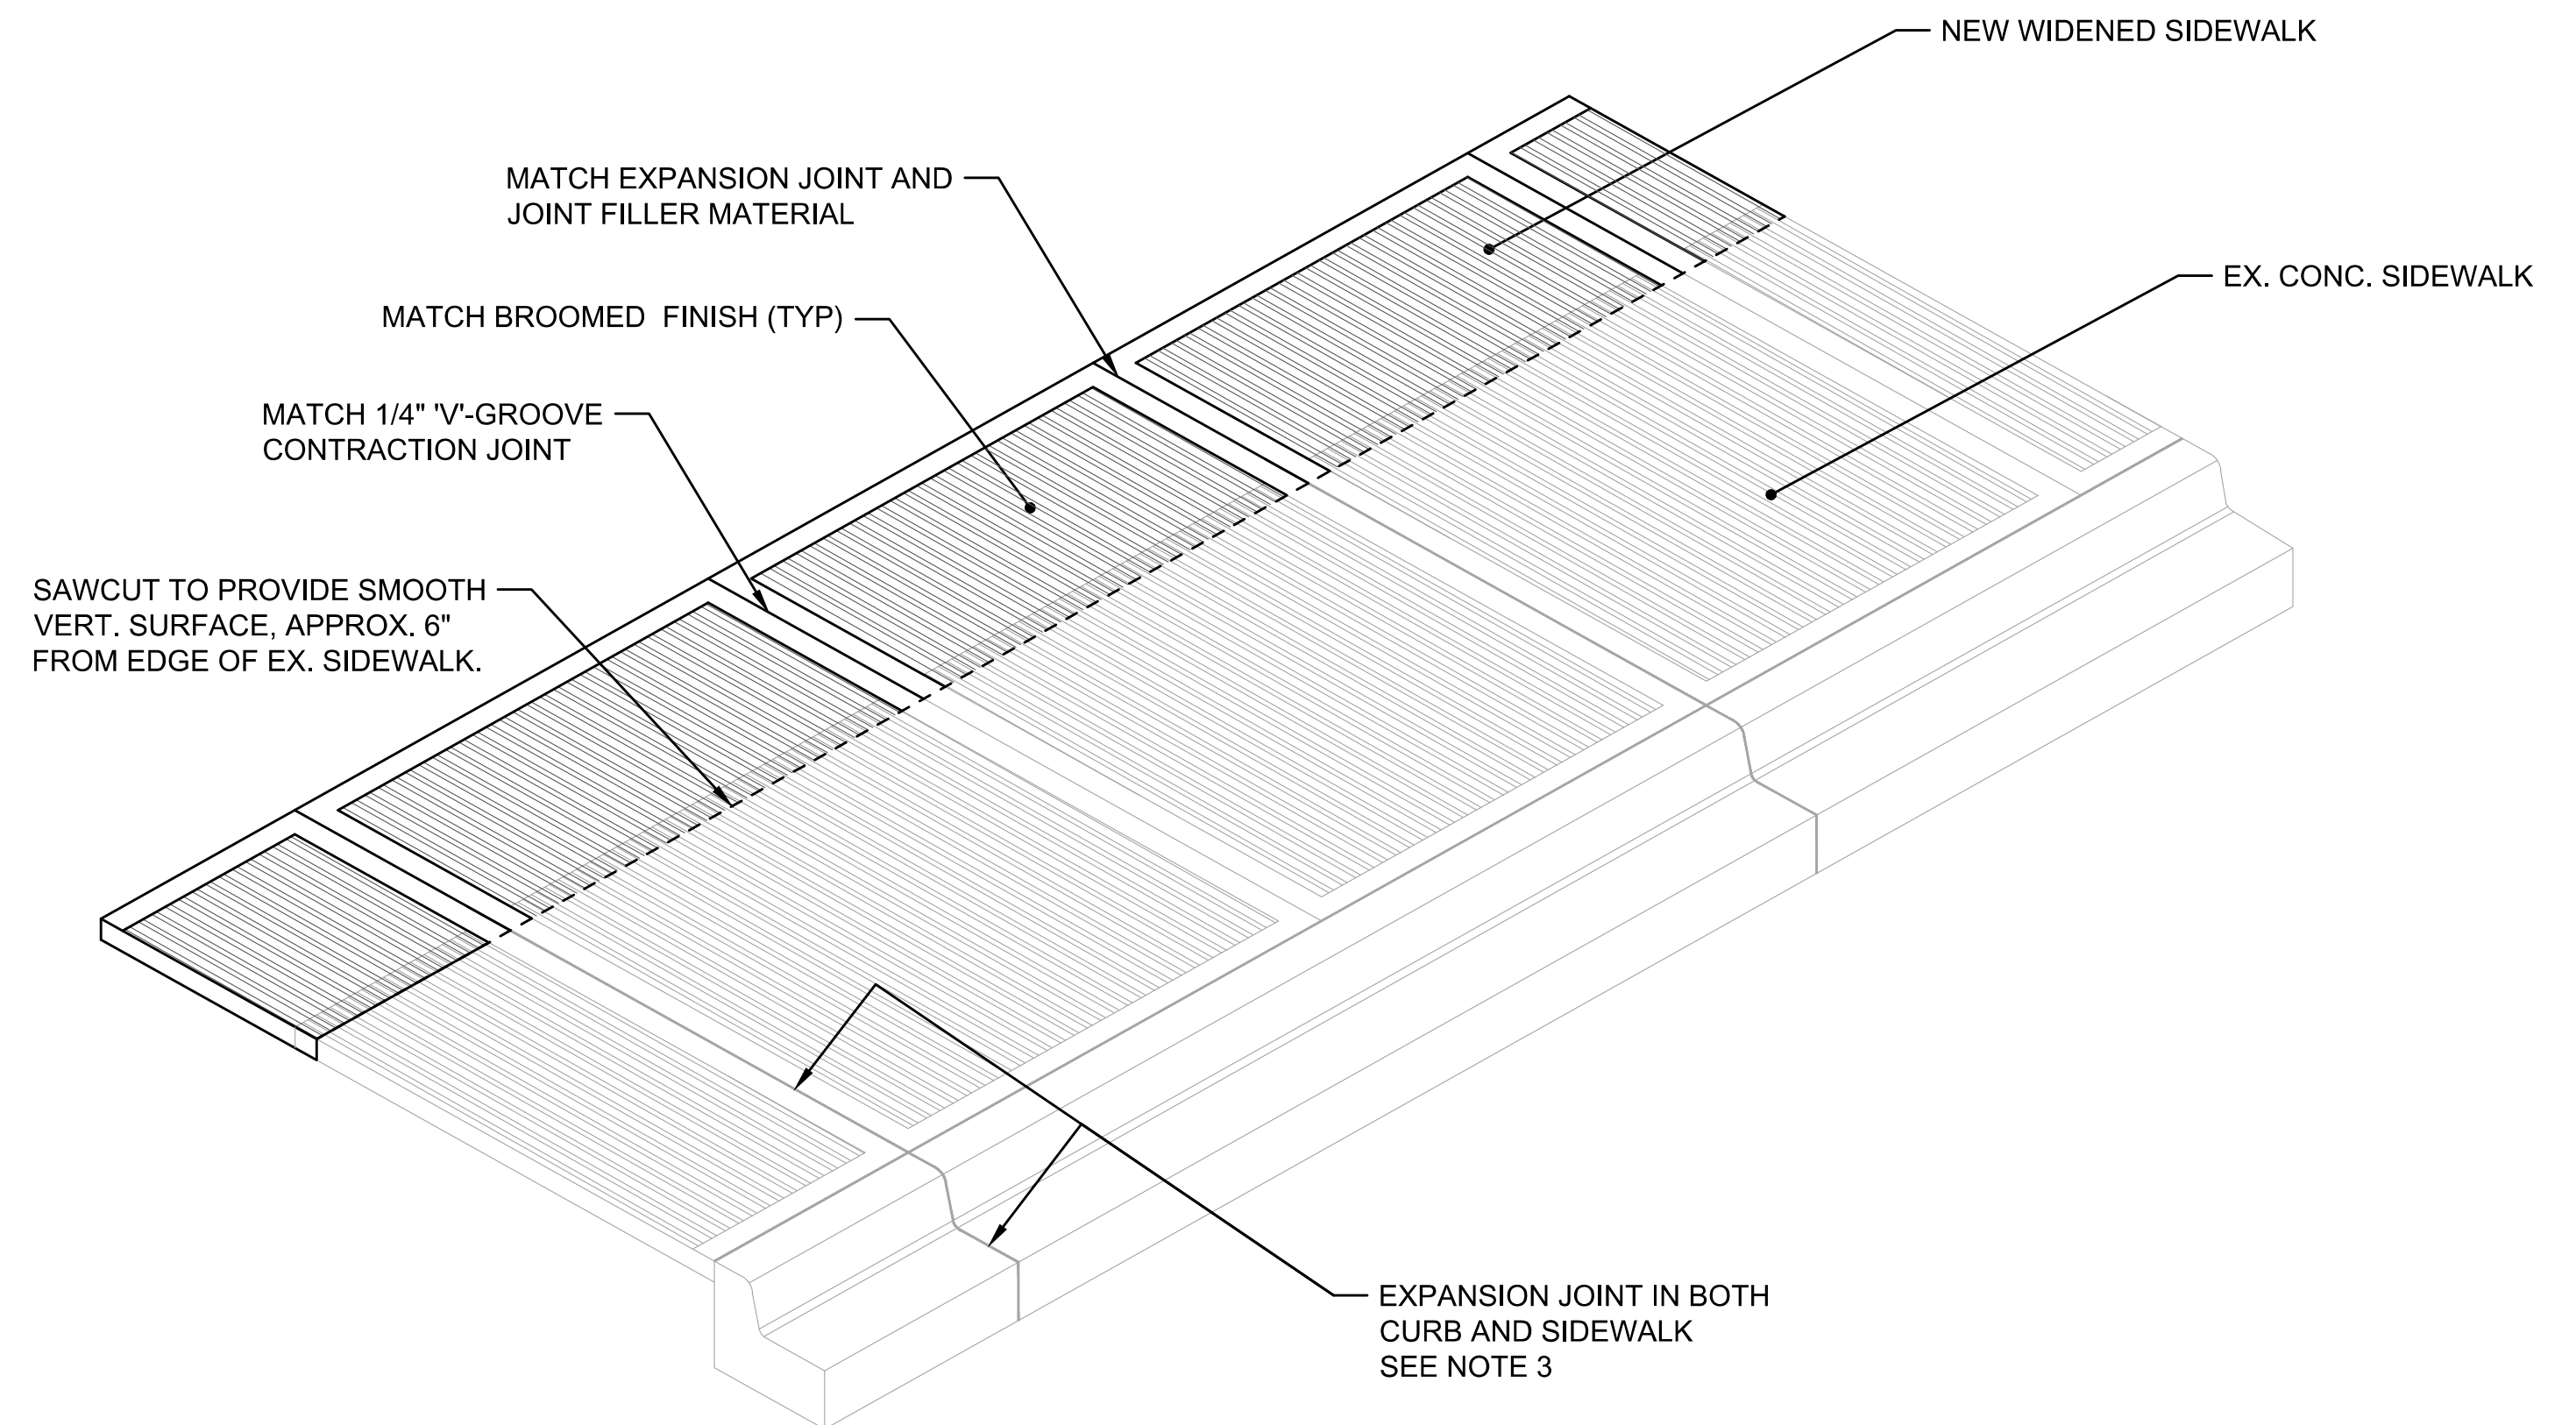 NEW WIDENED SIDEWALK
MATCH EXPANSION JOINT AND
JOINT FILLER MATERIAL
EX. CONC. SIDEWALK
MATCH BROOMED  FINISH (TYP)
MATCH 1/4" 'V'-GROOVE
CONTRACTION JOINT
SAWCUT TO PROVIDE SMOOTH
VERT. SURFACE, APPROX. 6"
FROM EDGE OF EX. SIDEWALK.
EXPANSION JOINT IN BOTH
CURB AND SIDEWALK
SEE NOTE 3